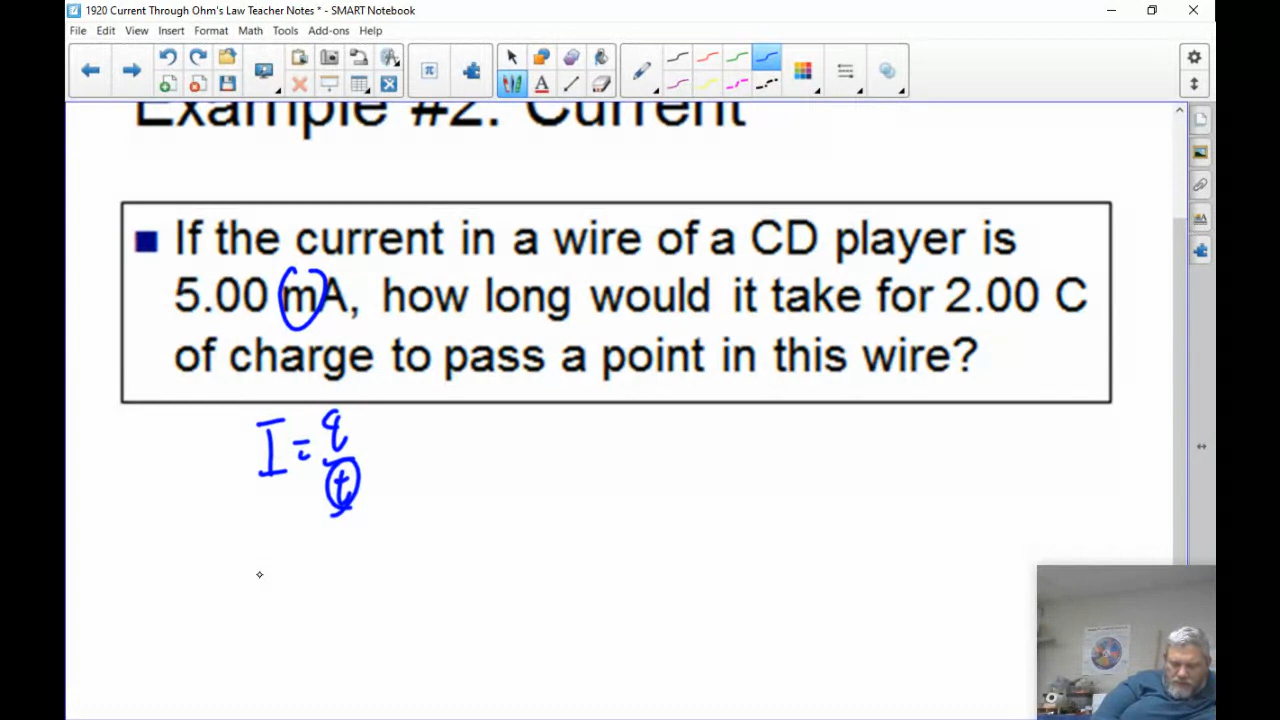 1920 Current Through Ohm's Law Teacher Notes * - SMART Notebook
File Edit View Insert Format Math Tools Add-ons Help
Example #2: Current
If the current in a wire of a CD player is
5.00 mA, how long would it take for 2.00 C
of charge to pass a point in this wire?
I = q
t